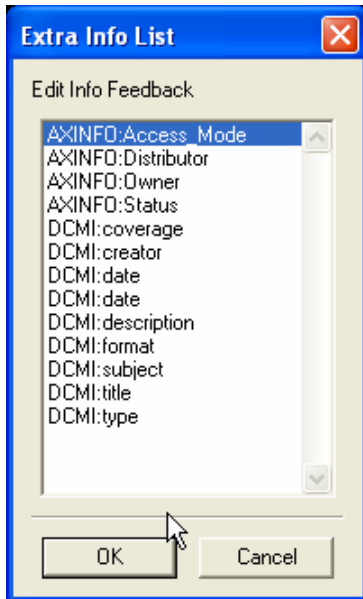 Extra Info List
Edit Info Feedback
AXINFO:Access_Mode
AXINFO:Distributor
AXINFO:Owner
AXINFO:Status
DCMI:coverage
DCMI:creator
DCMI:date
DCMI:date
DCMI:description
DCMI:format
DCMI:subject
DCMI:title
DCMI:type
OK Cancel